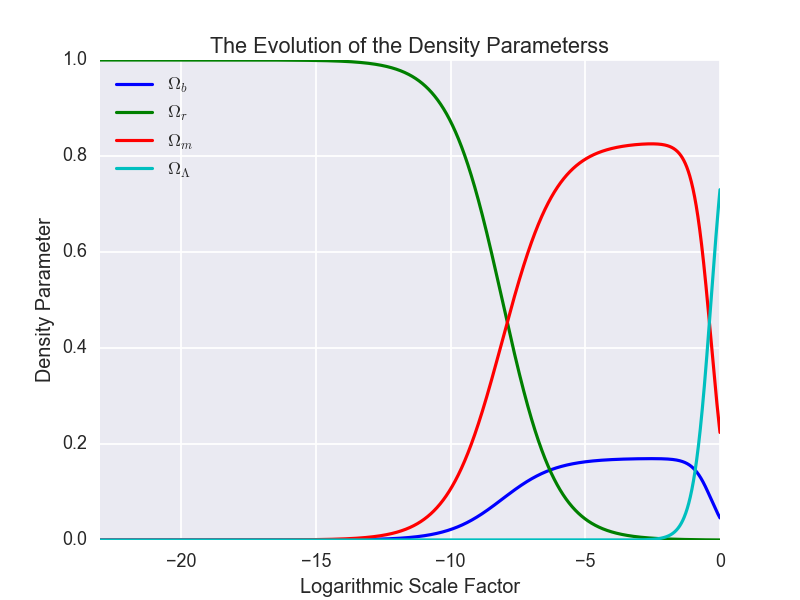 The Evolution of the Density Parameterss
1.0
0.8
0.6
0.4
0.2
0.0
Density Parameter
Ω_b
Ω_r
Ω_m
Ω_Λ
−20 −15 −10 −5 0
Logarithmic Scale Factor